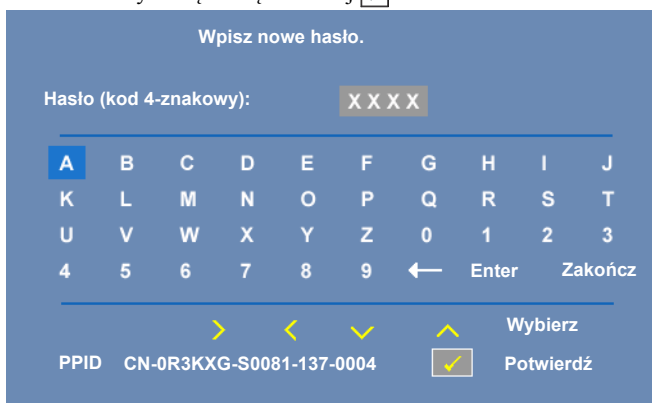 Wpisz nowe hasło.
Hasło (kod 4-znakowy): X X X X
A B C D E F G H I J
K L M N O P Q R S T
U V W X Y Z 0 1 2 3
4 5 6 7 8 9 ← Enter Zakończ
Wybierz
PPID CN-0R3KXG-S0081-137-0004 Potwierdź